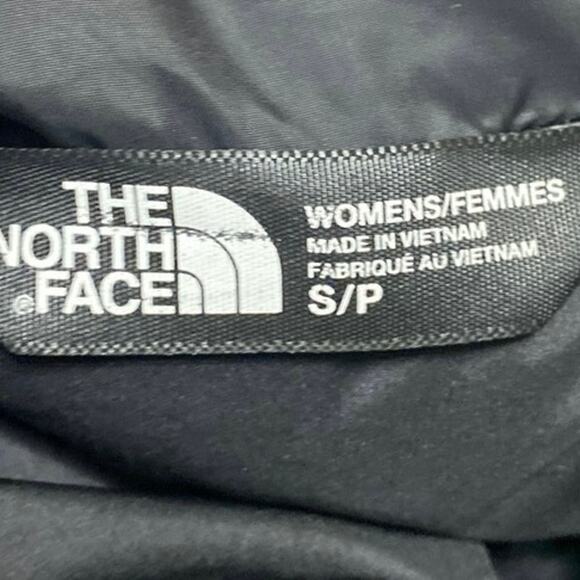 THE
NORTH
FACE
WOMENS/FEMMES
MADE IN VIETNAM
FABRIQUÉ AU VIETNAM
S/P